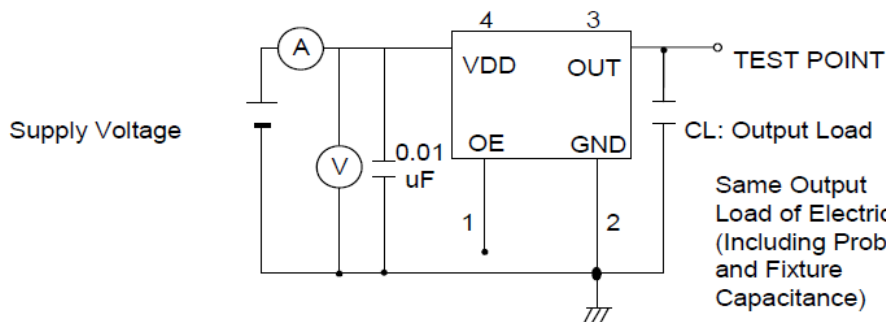 4
3
A
VDD
OUT
TEST POINT
Supply Voltage
CL: Output Load
OE
GND
V
0.01
uF
1
2
Same Output
Load of Electric
(Including Prob
and Fixture
Capacitance)